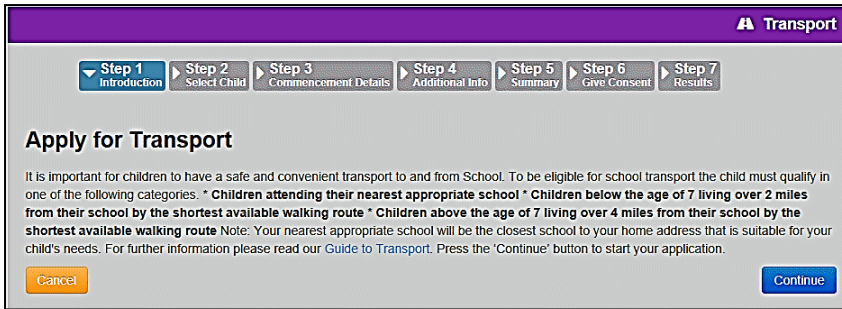 Transport
Step 1 Step 2 Step 3 Step 4 Step 5 Step 6 Step 7
Introduction Select Child Commencement Details Additional Info Summary Give Consent Results
Apply for Transport
It is important for children to have a safe and convenient transport to and from School. To be eligible for school transport the child must qualify in
one of the following categories. * Children attending their nearest appropriate school * Children below the age of 7 living over 2 miles
from their school by the shortest available walking route * Children above the age of 7 living over 4 miles from their school by the
shortest available walking route Note: Your nearest appropriate school will be the closest school to your home address that is suitable for your
child's needs. For further information please read our Guide to Transport. Press the 'Continue' button to start your application.
Cancel Continue